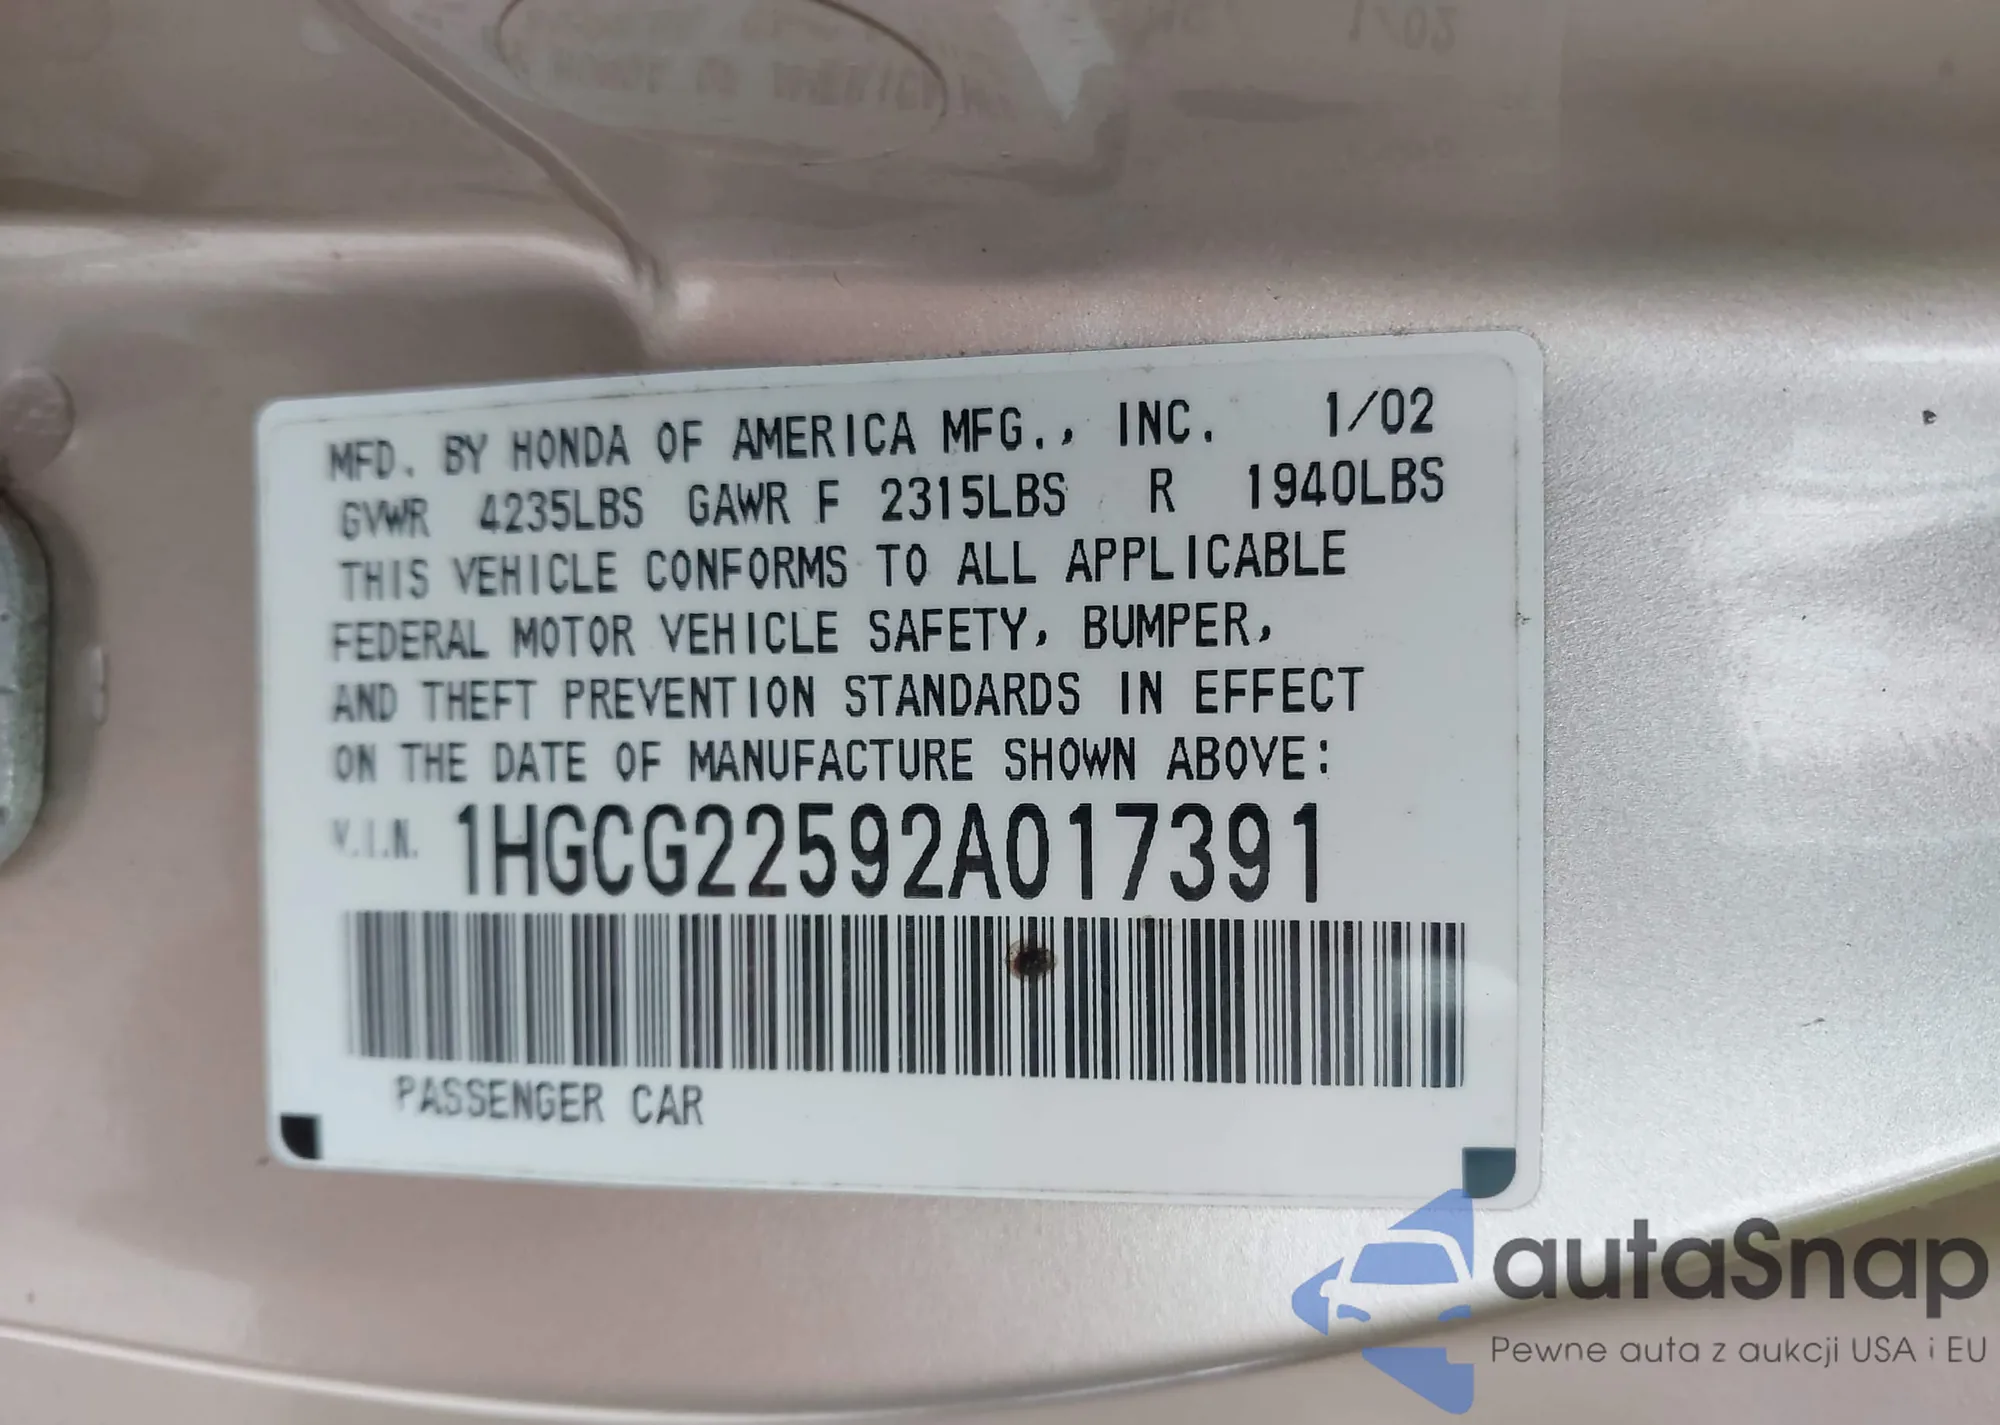 MFD. BY HONDA OF AMERICA MFG., INC. 1/02
GVWR 4235LBS GAWR F 2315LBS R 1940LBS
THIS VEHICLE CONFORMS TO ALL APPLICABLE
FEDERAL MOTOR VEHICLE SAFETY, BUMPER,
AND THEFT PREVENTION STANDARDS IN EFFECT
ON THE DATE OF MANUFACTURE SHOWN ABOVE:
V.I.N. 1HGCG22592A017391
PASSENGER CAR
autaSnap
Pewne auta z aukcji USA i EU